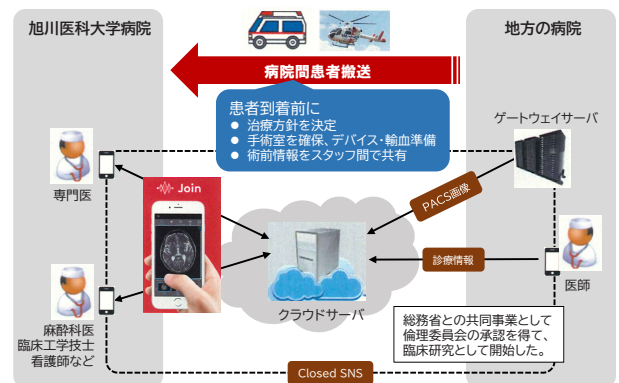 旭川医科大学病院
地方の病院
病院間患者搬送
患者到着前に
● 治療方針を決定
● 手術室を確保、デバイス・輸血準備
● 術前情報をスタッフ間で共有
ゲートウェイサーバ
専門医
Join
PACS画像
診療情報
医師
クラウドサーバ
麻酔科医
臨床工学技士
看護師など
総務省との共同事業として
倫理委員会の承認を得て、
臨床研究として開始した。
Closed SNS